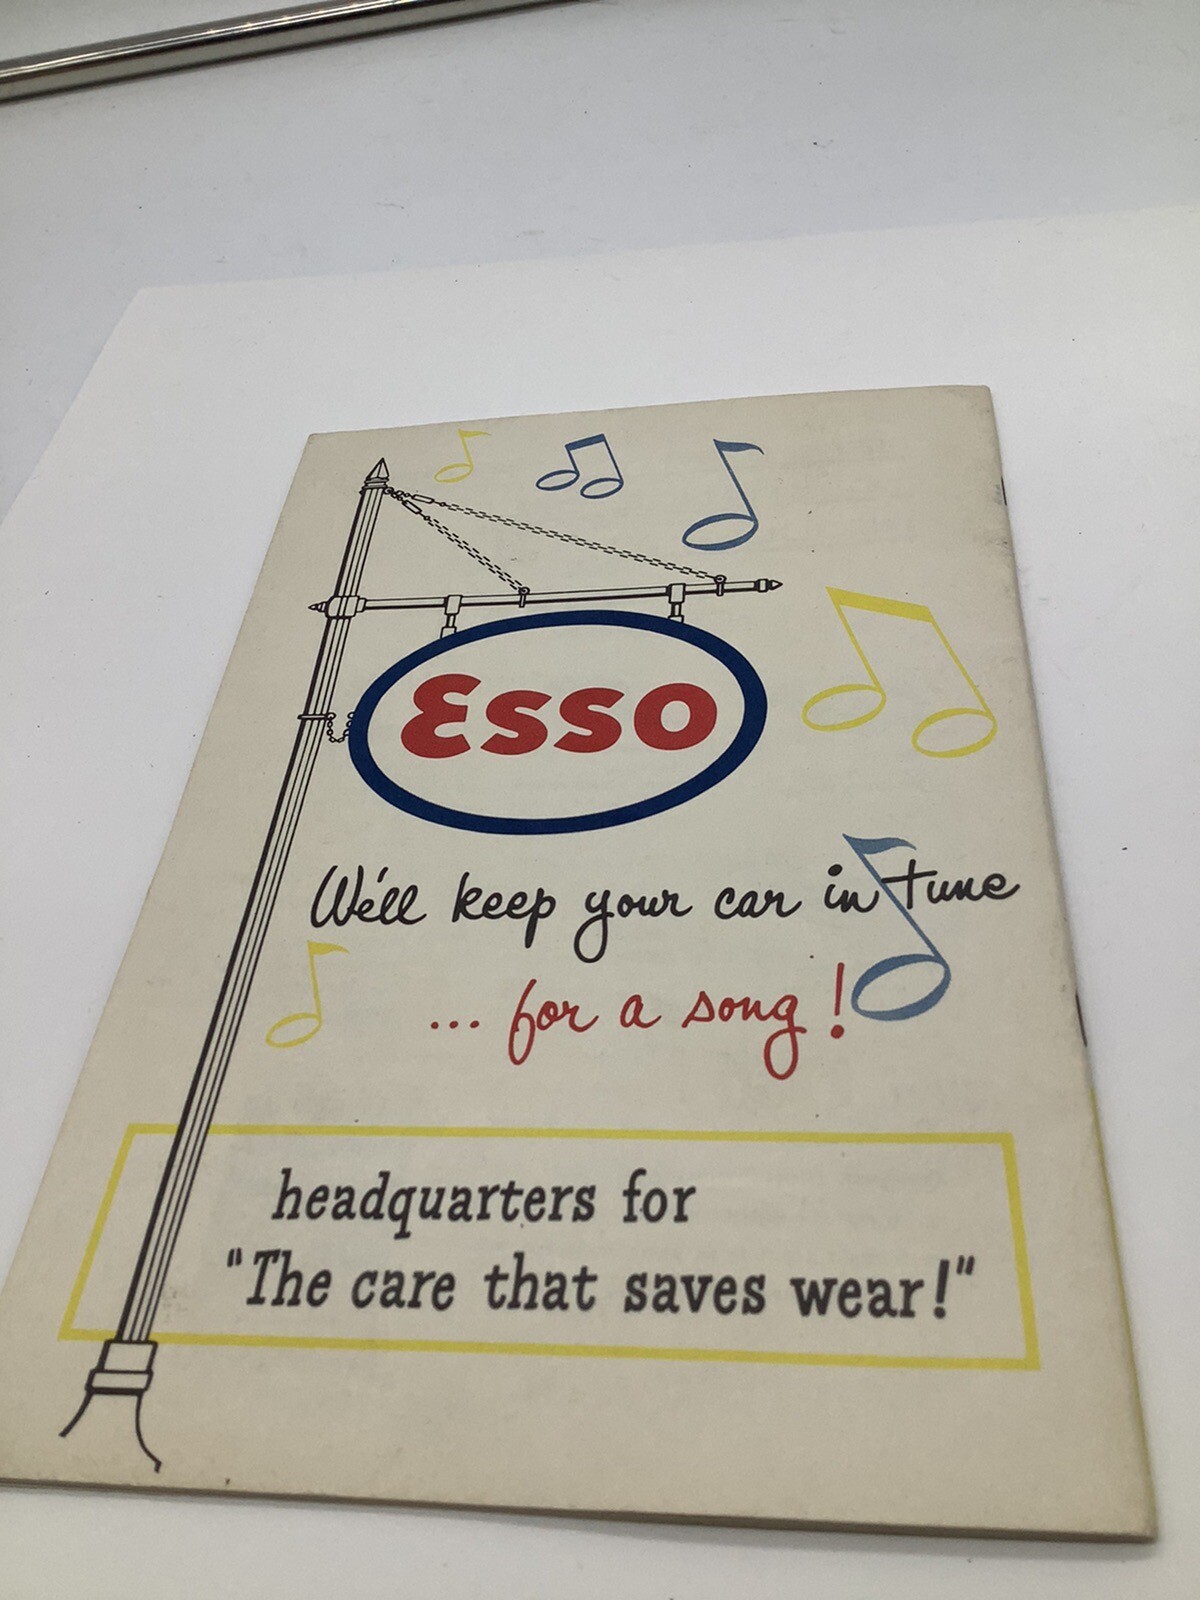 Esso
We'll keep your car in tune
... for a song!
headquarters for
"The care that saves wear!"